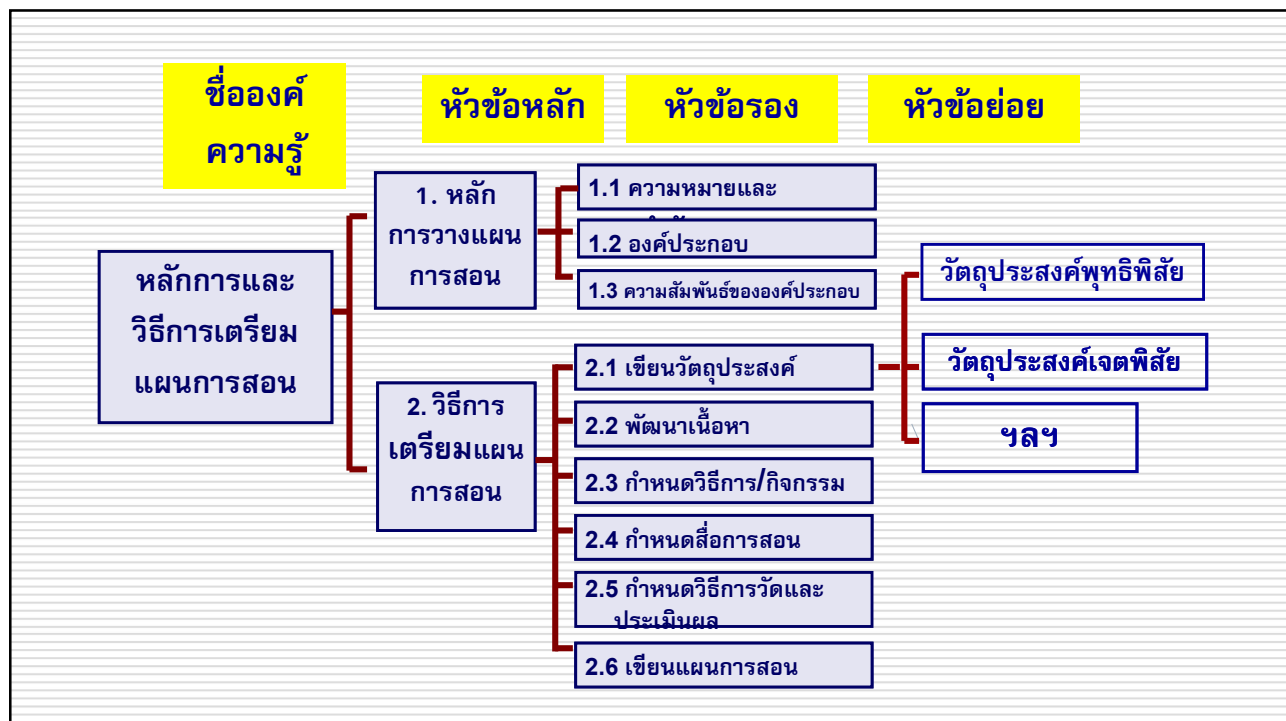 ชื่อองค์
ความรู้
หัวข้อหลัก
หัวข้อรอง
หัวข้อย่อย
หลักการและ
วิธีการเตรียม
แผนการสอน
1. หลัก
การวางแผน
การสอน
1.1 ความหมายและ
1.2 องค์ประกอบ
1.3 ความสัมพันธ์ขององค์ประกอบ
2. วิธีการ
เตรียมแผน
การสอน
2.1 เขียนวัตถุประสงค์
2.2 พัฒนาเนื้อหา
2.3 กำหนดวิธีการ/กิจกรรม
2.4 กำหนดสื่อการสอน
2.5 กำหนดวิธีการวัดและ
ประเมินผล
2.6 เขียนแผนการสอน
วัตถุประสงค์พุทธิพิสัย
วัตถุประสงค์เจตพิสัย
ฯลฯ